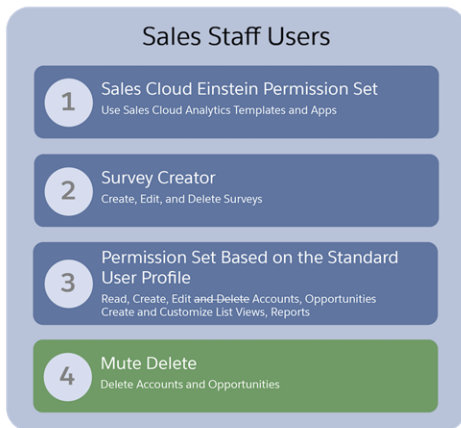 Sales Staff Users
1
Sales Cloud Einstein Permission Set
Use Sales Cloud Analytics Templates and Apps
2
Survey Creator
Create, Edit, and Delete Surveys
3
Permission Set Based on the Standard
User Profile
Read, Create, Edit and Delete Accounts, Opportunities
Create and Customize List Views, Reports
4
Mute Delete
Delete Accounts and Opportunities